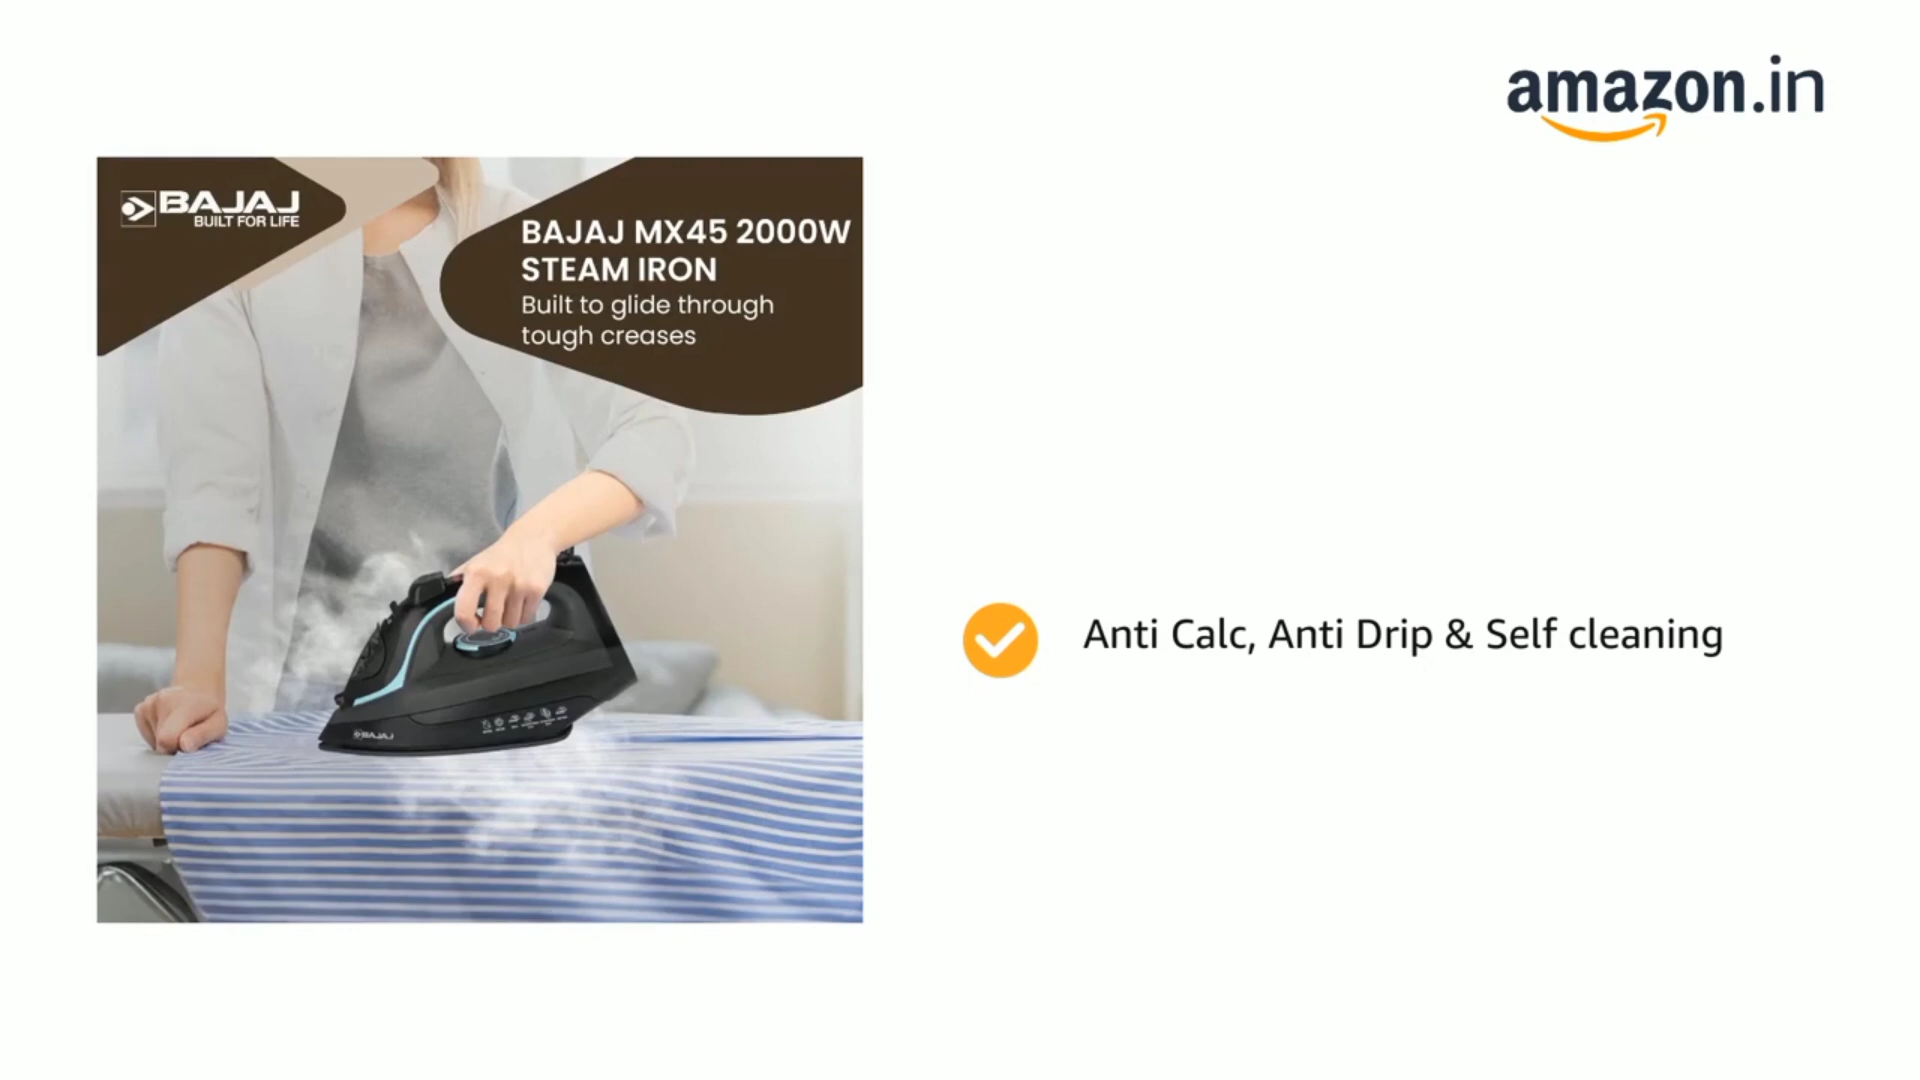 amazon.in
BAJAJ
BUILT FOR LIFE
BAJAJ MX45 2000W
STEAM IRON
Built to glide through
tough creases
Anti Calc, Anti Drip & Self cleaning
BAJAJ